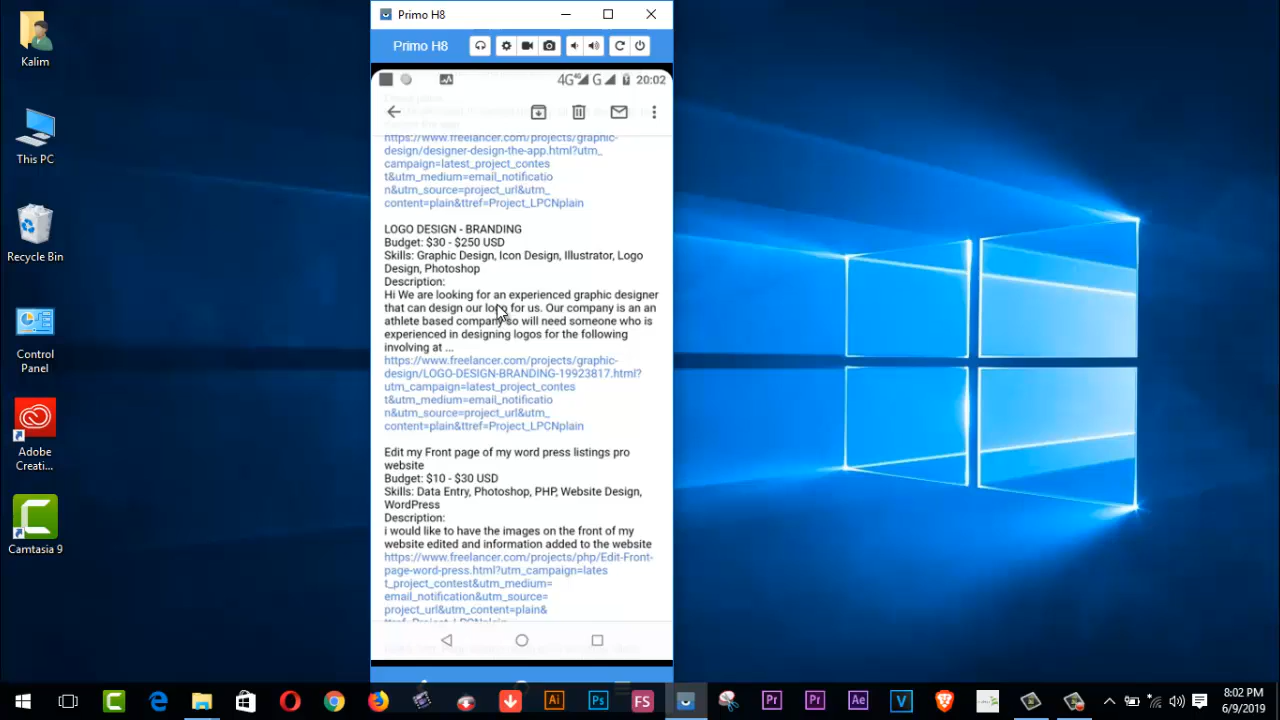 Primo H8
Primo H8
4G G 20:02
https://www.freelancer.com/projects/graphic-
design/designer-design-the-app.html?utm_
campaign=latest_project_contes
t&utm_medium=email_notificatio
n&utm_source=project_url&utm_
content=plain&ttref=Project_LPCNplain
LOGO DESIGN - BRANDING
Budget: $30 - $250 USD
Skills: Graphic Design, Icon Design, Illustrator, Logo
Design, Photoshop
Description:
Hi We are looking for an experienced graphic designer
that can design our logo for us. Our company is an an
athlete based company so will need someone who is
experienced in designing logos for the following
involving at ...
https://www.freelancer.com/projects/graphic-
design/LOGO-DESIGN-BRANDING-19923817.html?
utm_campaign=latest_project_contes
t&utm_medium=email_notificatio
n&utm_source=project_url&utm_
content=plain&ttref=Project_LPCNplain
Edit my Front page of my word press listings pro
website
Budget: $10 - $30 USD
Skills: Data Entry, Photoshop, PHP, Website Design,
WordPress
Description:
i would like to have the images on the front of my
website edited and information added to the website
https://www.freelancer.com/projects/php/Edit-Front-
page-word-press.html?utm_campaign=lates
t_project_contest&utm_medium=
email_notification&utm_source=
project_url&utm_content=plain&
ttref=Project_LPCNplain
Kalim
This PC
Recycle Bin
Control
Panel
Adobe
Creati...
Camtasia 9
Ai
Ps
FS
Pr
Pr
Ae
V
8:02 PM
6/9/2019